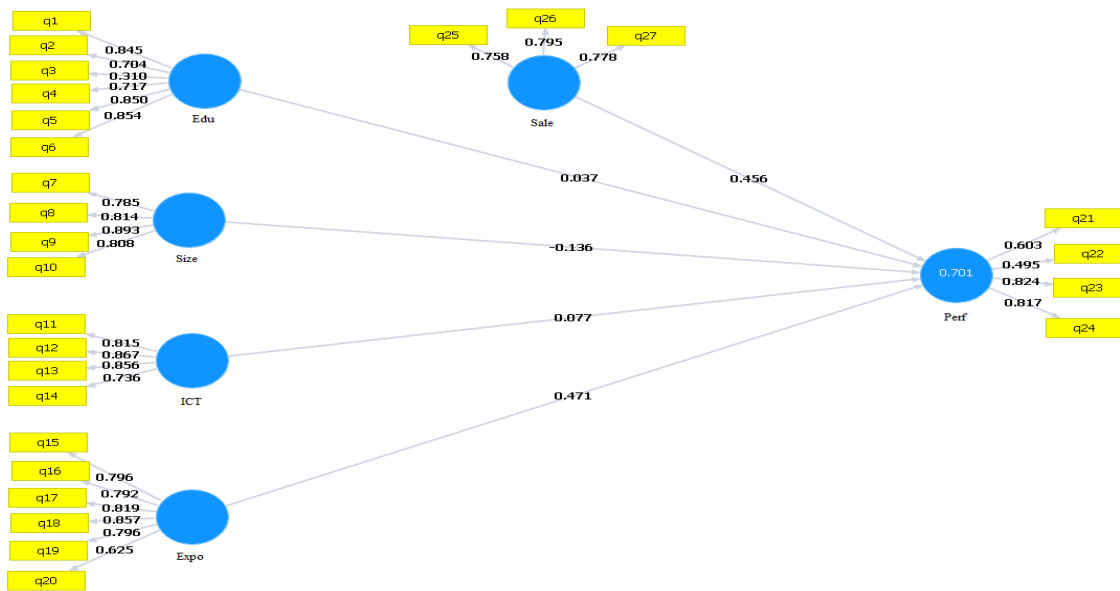 q1
0.845
q2
0.704
q3
0.310
q4
0.717
q5
0.850
q6
0.854
Edu
q25
0.758
q26
0.795
q27
0.778
Sale
0.037
0.456
q7
0.785
q8
0.814
q9
0.893
q10
0.808
Size
-0.136
q11
0.815
q12
0.867
q13
0.856
q14
0.736
ICT
0.077
q15
0.796
q16
0.792
q17
0.819
q18
0.857
q19
0.796
q20
0.625
Expo
0.471
0.701
Perf
q21
0.603
q22
0.495
q23
0.824
q24
0.817